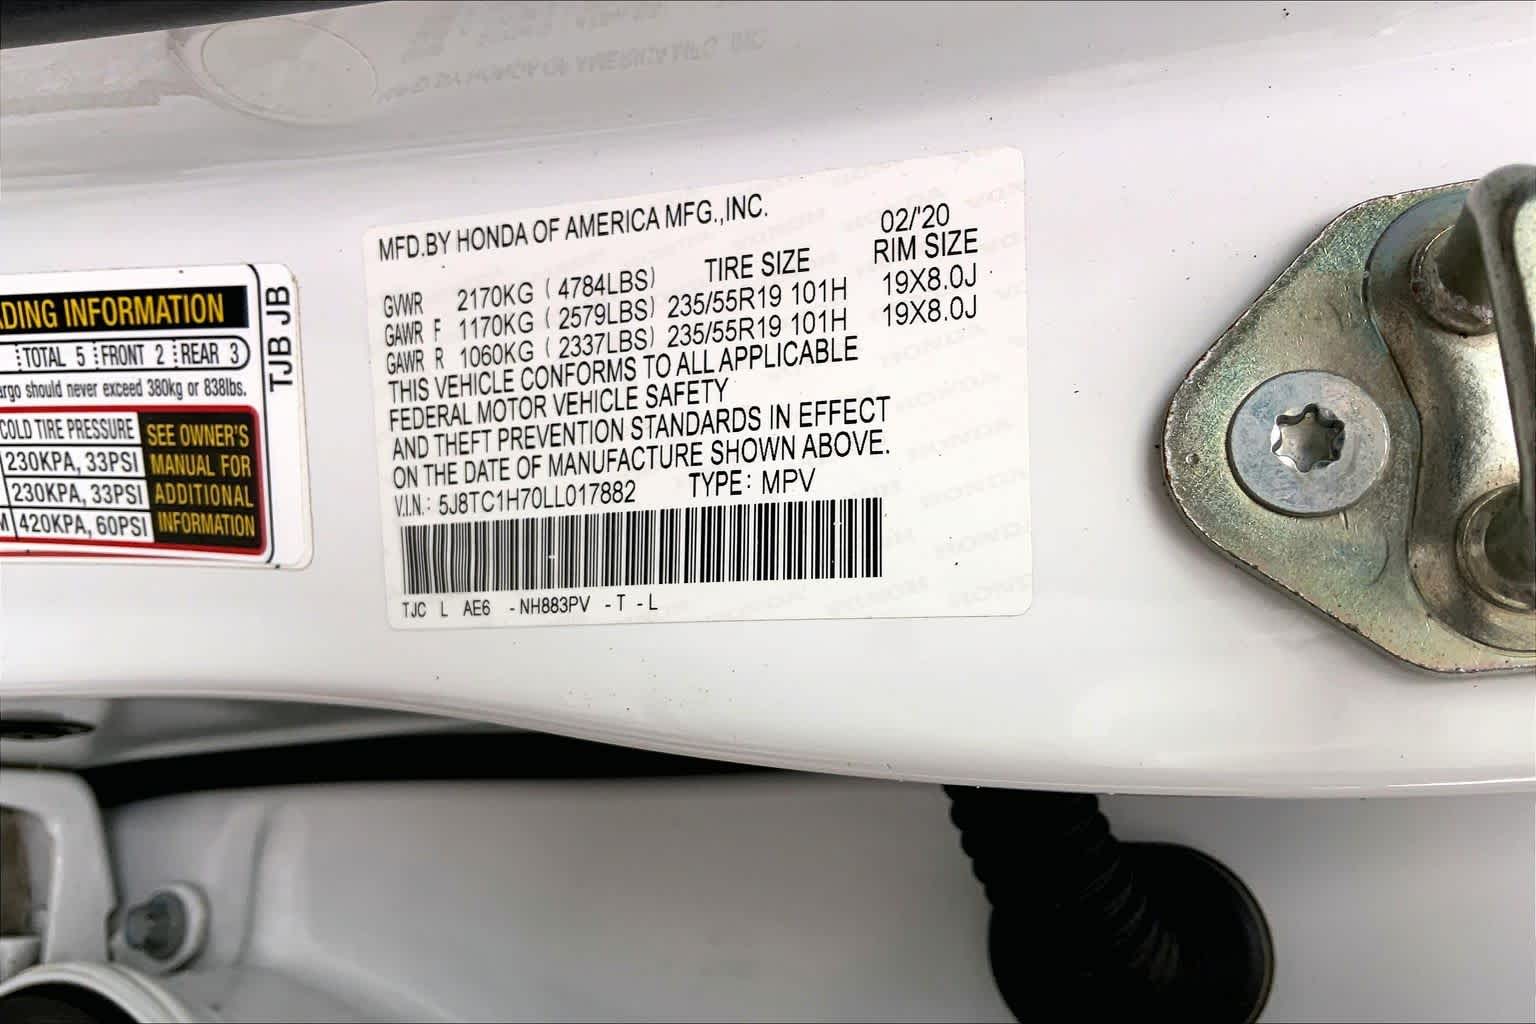 ADING INFORMATION
TOTAL 5 FRONT 2 REAR 3
argo should never exceed 380kg or 838lbs.
COLD TIRE PRESSURE
230KPA, 33PSI
230KPA, 33PSI
420KPA, 60PSI
SEE OWNER'S
MANUAL FOR
ADDITIONAL
INFORMATION
TJB JB
MFD.BY HONDA OF AMERICA MFG.,INC. 02/'20
TIRE SIZE RIM SIZE
GVWR 2170KG ( 4784LBS)
GAWR F 1170KG ( 2579LBS) 235/55R19 101H 19X8.0J
GAWR R 1060KG ( 2337LBS) 235/55R19 101H 19X8.0J
THIS VEHICLE CONFORMS TO ALL APPLICABLE
FEDERAL MOTOR VEHICLE SAFETY
AND THEFT PREVENTION STANDARDS IN EFFECT
ON THE DATE OF MANUFACTURE SHOWN ABOVE.
V.I.N.: 5J8TC1H70LL017882 TYPE: MPV
TJC L AE6 -NH883PV -T -L